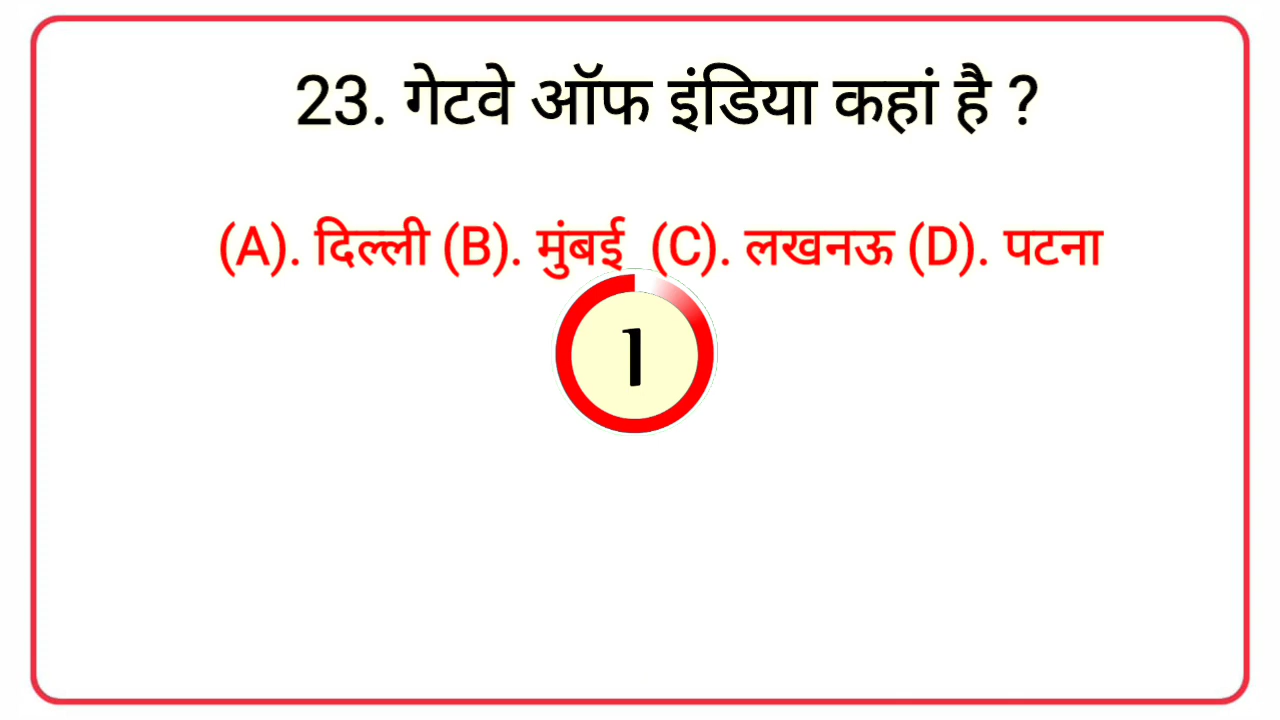 23. गेटवे ऑफ इंडिया कहां है ?
(A). दिल्ली (B). मुंबई (C). लखनऊ (D). पटना
1